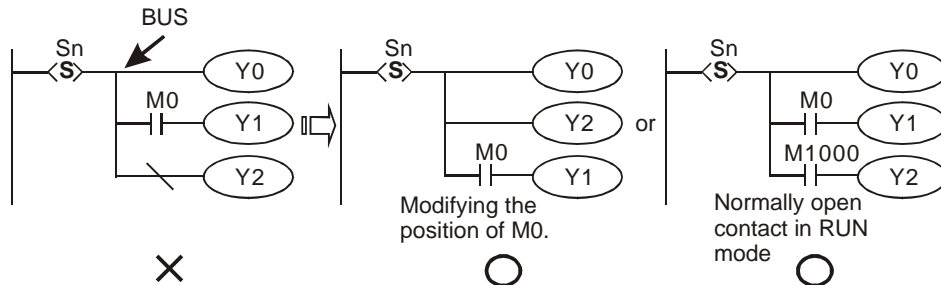 BUS
Sn
S
Y0
M0
Y1
Y2
Sn
S
Y0
Y2
M0
Y1
Modifying the
position of M0.
or
Sn
S
Y0
M0
Y1
M1000
Y2
Normally open
contact in RUN
mode